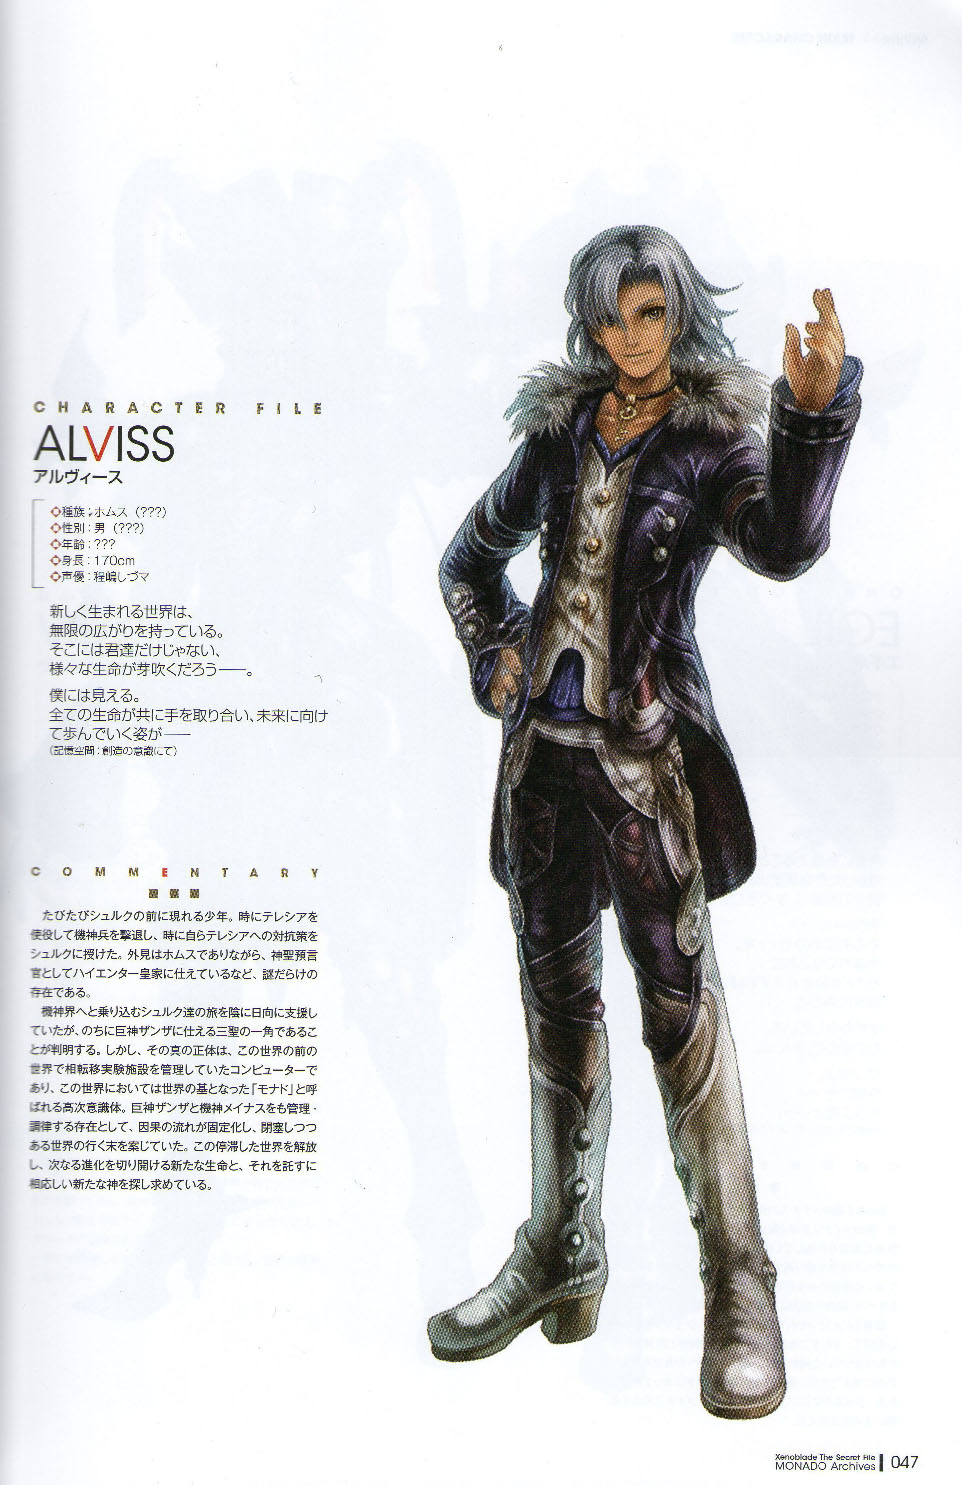 CHARACTER FILE
ALVISS
アルヴィース
◇種族：ホムス（???）
◇性別：男（???）
◇年齢：???
◇身長：170cm
◇声優：程嶋しづマ
新しく生まれる世界は、
無限の広がりを持っている。
そこには君達だけじゃない、
様々な生命が芽吹くだろう――。
僕には見える。
全ての生命が共に手を取り合い、未来に向け
て歩んでいく姿が――
（記憶空間：創造の意識にて）
COMMENTARY
たびたびシュルクの前に現れる少年。時にテレシアを
使役して機神兵を撃退し、時に自らテレシアへの対抗策を
シュルクに授けた。外見はホムスでありながら、神聖預言
官としてハイエンター皇家に仕えているなど、謎だらけの
存在である。
機神界へと乗り込むシュルク達の旅を陰に日向に支援し
ていたが、のちに巨神ザンザに仕える三聖の一角であるこ
とが判明する。しかし、その真の正体は、この世界の前の
世界で相転移実験施設を管理していたコンピューターで
あり、この世界においては世界の基となった「モナド」と呼
ばれる高次意識体。巨神ザンザと機神メイナスをも管理・
調律する存在として、因果の流れが固定化し、閉塞しつつ
ある世界の行く末を案じていた。この停滞した世界を解放
し、次なる進化を切り開ける新たな生命と、それを託すに
相応しい新たな神を探し求めている。
Xenoblade The Secret File
MONADO Archives 047